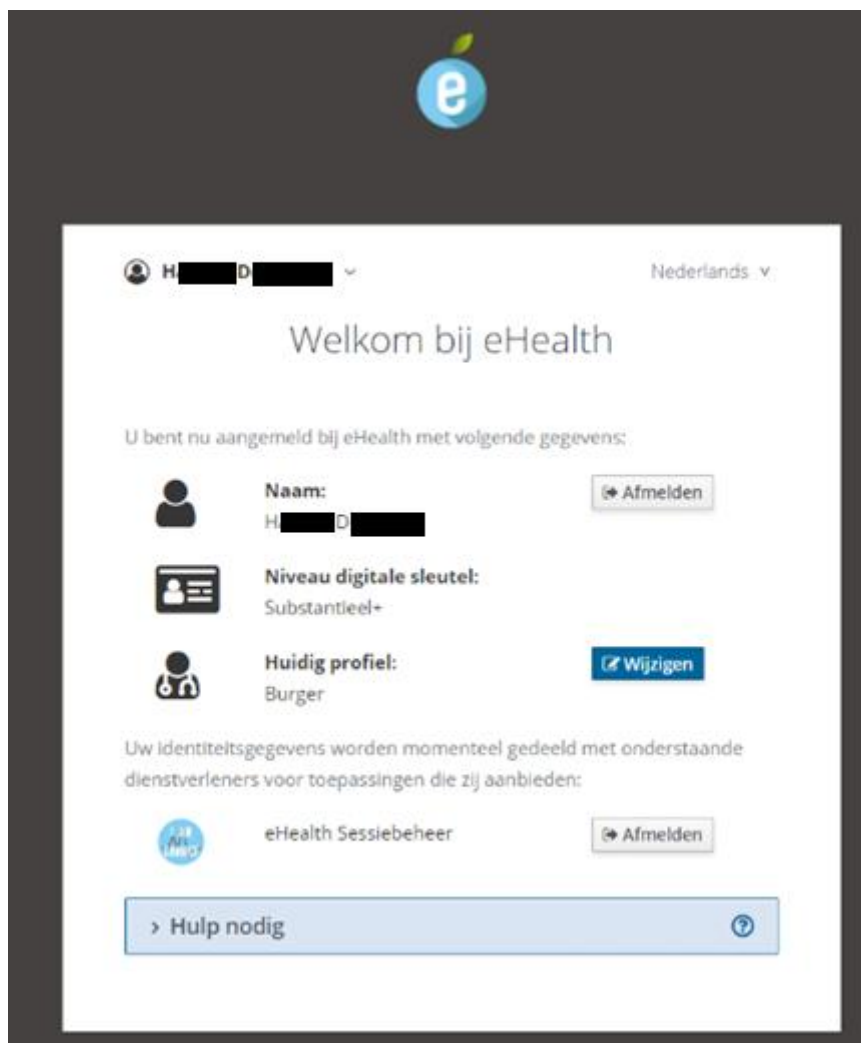 e
H D
Nederlands
Welkom bij eHealth
U bent nu aangemeld bij eHealth met volgende gegevens:
Naam:
Afmelden
H D
Niveau digitale sleutel:
Substantieel+
Huidig profiel:
Wijzigen
Burger
Uw identiteitsgegevens worden momenteel gedeeld met onderstaande
dienstverleners voor toepassingen die zij aanbieden:
eHealth Sessiebeheer
Afmelden
> Hulp nodig ?